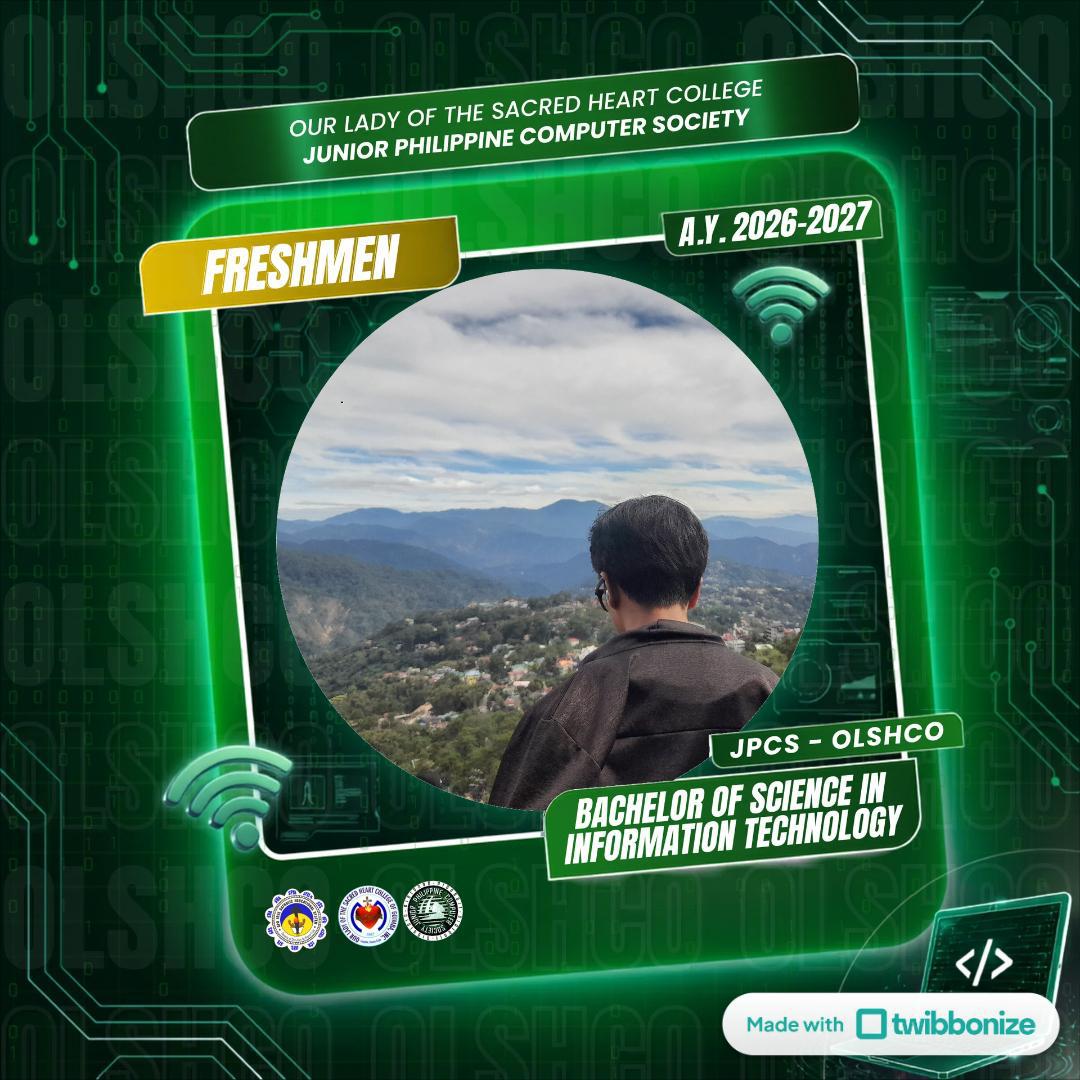 OUR LADY OF THE SACRED HEART COLLEGE
JUNIOR PHILIPPINE COMPUTER SOCIETY
FRESHMEN
A.Y. 2026-2027
JPCS - OLSHCO
BACHELOR OF SCIENCE IN
INFORMATION TECHNOLOGY
</>
Made with twibbonize